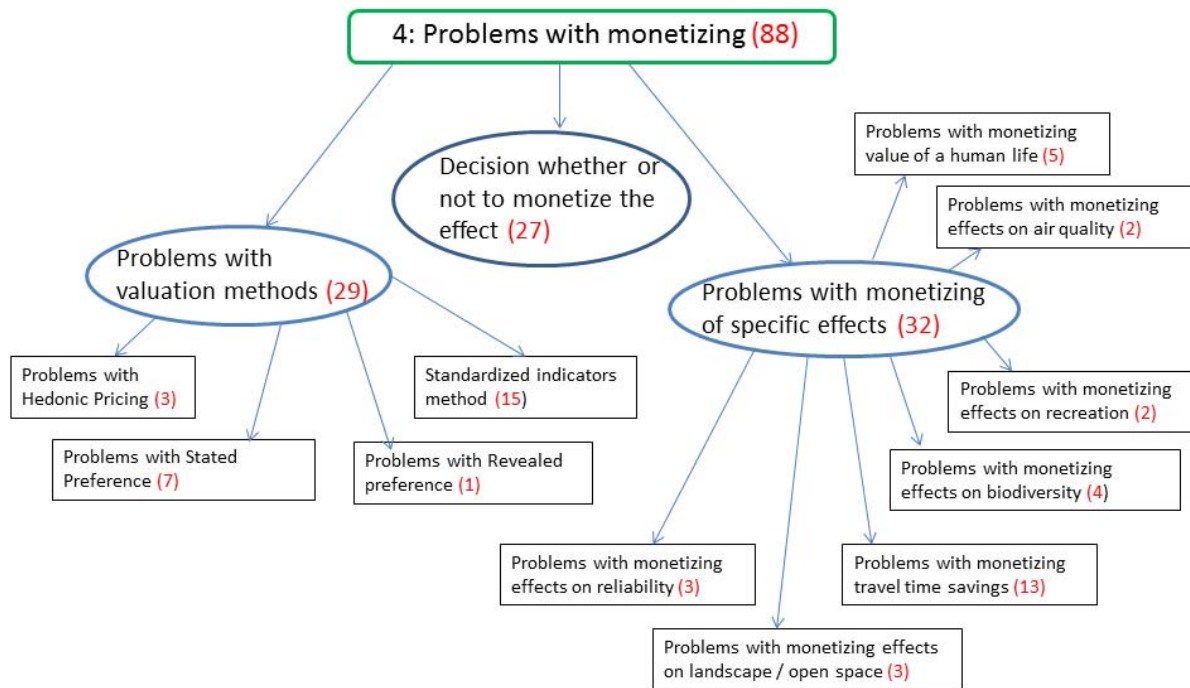 4: Problems with monetizing (88)
Decision whether or
not to monetize the
effect (27)
Problems with
valuation methods (29)
Problems with monetizing
of specific effects (32)
Problems with monetizing
value of a human life (5)
Problems with monetizing
effects on air quality (2)
Problems with
Hedonic Pricing (3)
Standardized indicators
method (15)
Problems with Stated
Preference (7)
Problems with Revealed
preference (1)
Problems with monetizing
effects on recreation (2)
Problems with monetizing
effects on biodiversity (4)
Problems with monetizing
effects on reliability (3)
Problems with monetizing
travel time savings (13)
Problems with monetizing effects
on landscape / open space (3)